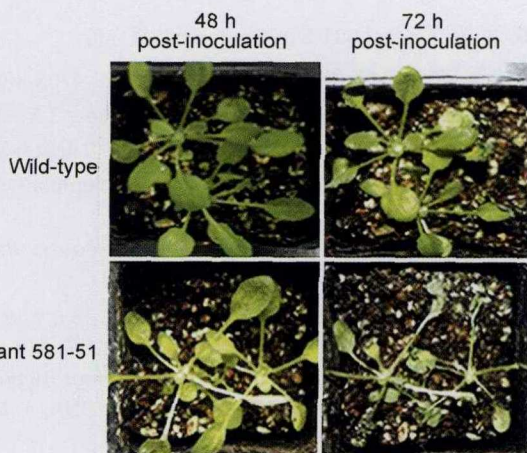 48 h
post-inoculation
72 h
post-inoculation
Wild-type
ant 581-51